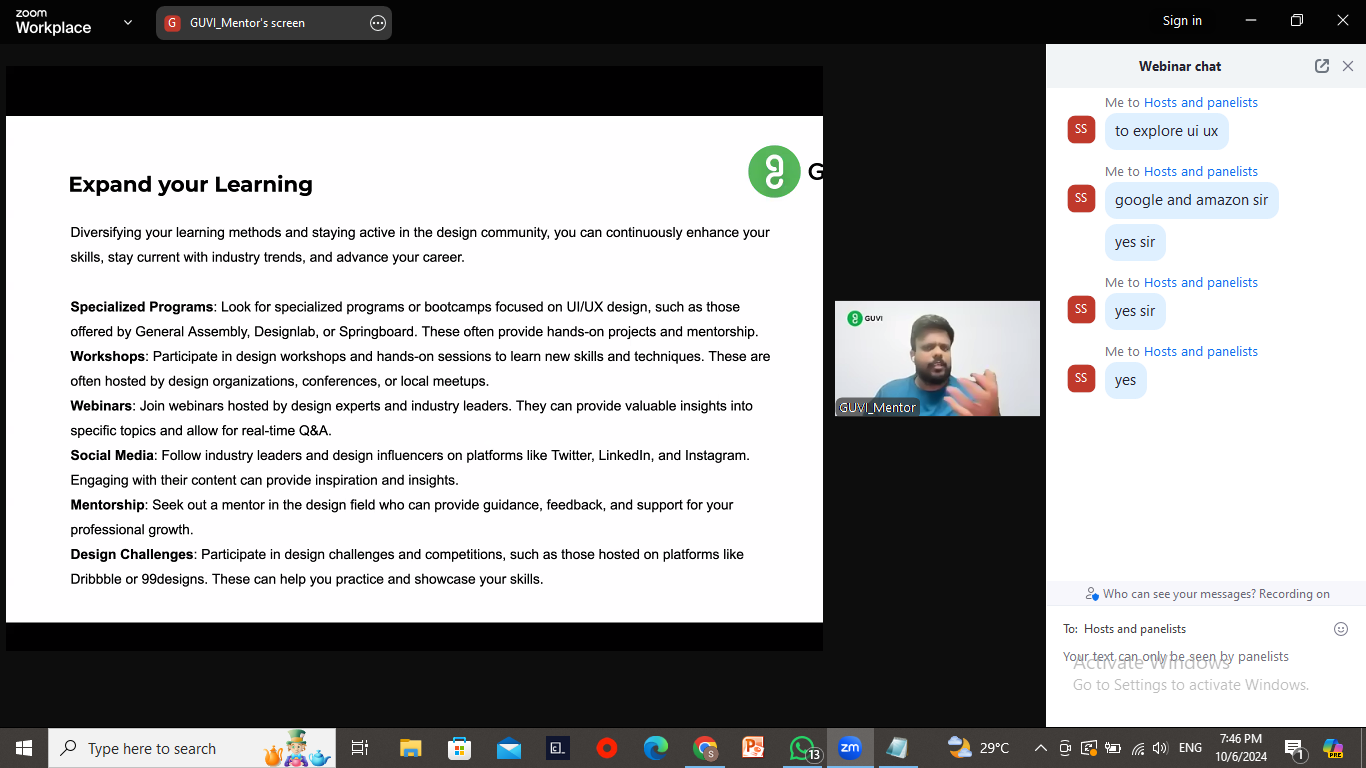 zoom
Workplace
G GUVI_Mentor's screen
Sign in
Expand your Learning
G
Diversifying your learning methods and staying active in the design community, you can continuously enhance your
skills, stay current with industry trends, and advance your career.
Specialized Programs: Look for specialized programs or bootcamps focused on UI/UX design, such as those
offered by General Assembly, Designlab, or Springboard. These often provide hands-on projects and mentorship.
Workshops: Participate in design workshops and hands-on sessions to learn new skills and techniques. These are
often hosted by design organizations, conferences, or local meetups.
Webinars: Join webinars hosted by design experts and industry leaders. They can provide valuable insights into
specific topics and allow for real-time Q&A.
Social Media: Follow industry leaders and design influencers on platforms like Twitter, LinkedIn, and Instagram.
Engaging with their content can provide inspiration and insights.
Mentorship: Seek out a mentor in the design field who can provide guidance, feedback, and support for your
professional growth.
Design Challenges: Participate in design challenges and competitions, such as those hosted on platforms like
Dribbble or 99designs. These can help you practice and showcase your skills.
GUVI
GUVI_Mentor
Webinar chat
Me to Hosts and panelists
SS to explore ui ux
Me to Hosts and panelists
SS google and amazon sir
yes sir
Me to Hosts and panelists
SS yes sir
Me to Hosts and panelists
SS yes
Who can see your messages? Recording on
To: Hosts and panelists
Your text can only be seen by panelists
Activate Windows
Go to Settings to activate Windows.
Type here to search
S
13
zm
29°C
ENG
7:46 PM
10/6/2024
1
PRE